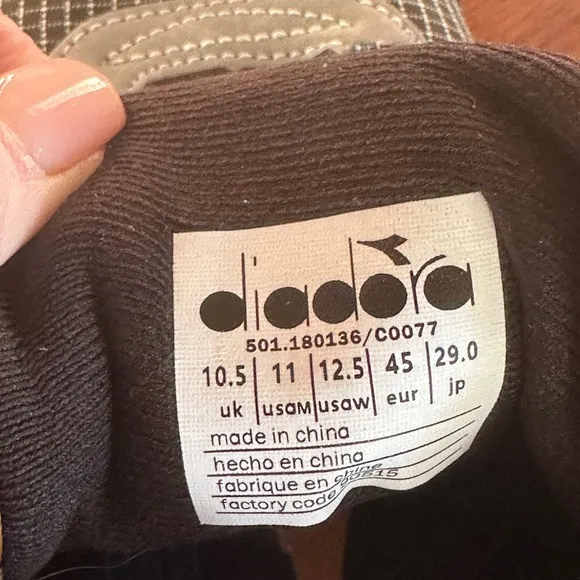 diadòra
501.180136/C0077
10.5 | 11 | 12.5 | 45 | 29.0
uk | usaM | usaW | eur | jp
made in china
hecho en china
fabrique en chine
factory code